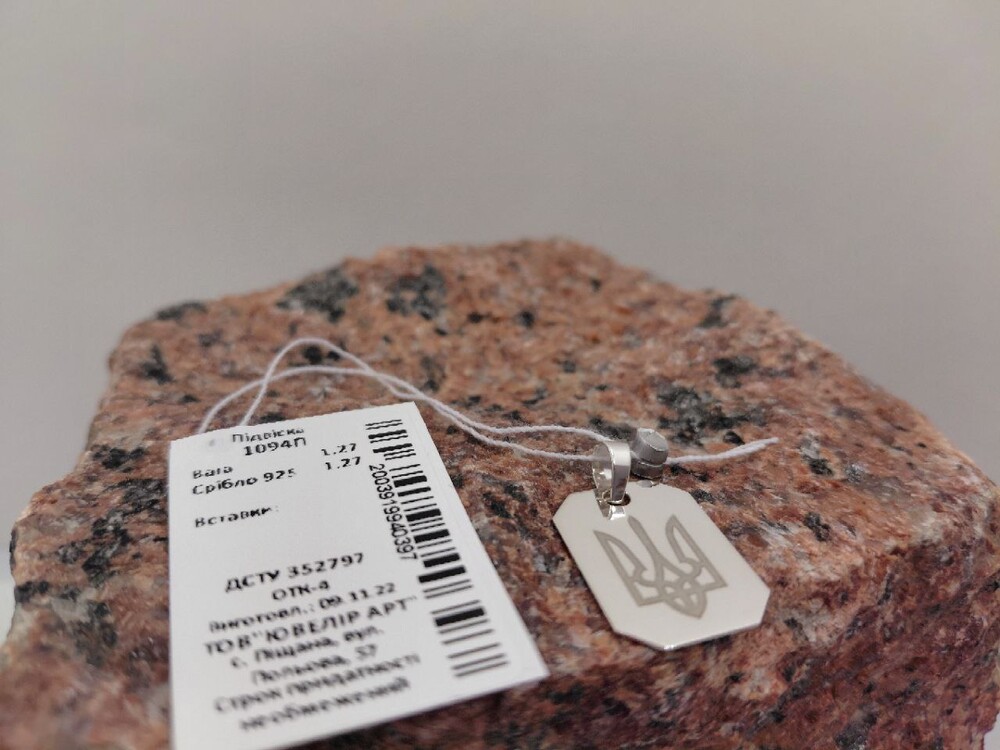 Підвіска
1094П
Вага 1.27
Срібло 925 1.27
Вставки:
ДСТУ 352797
ОТК-4
Виготовл.: 09.11.22
ТОВ "ЮВЕЛІР АРТ"
с. Піщана, вул.
Польова, 57
Строк придатності
необмежений
2003919940397